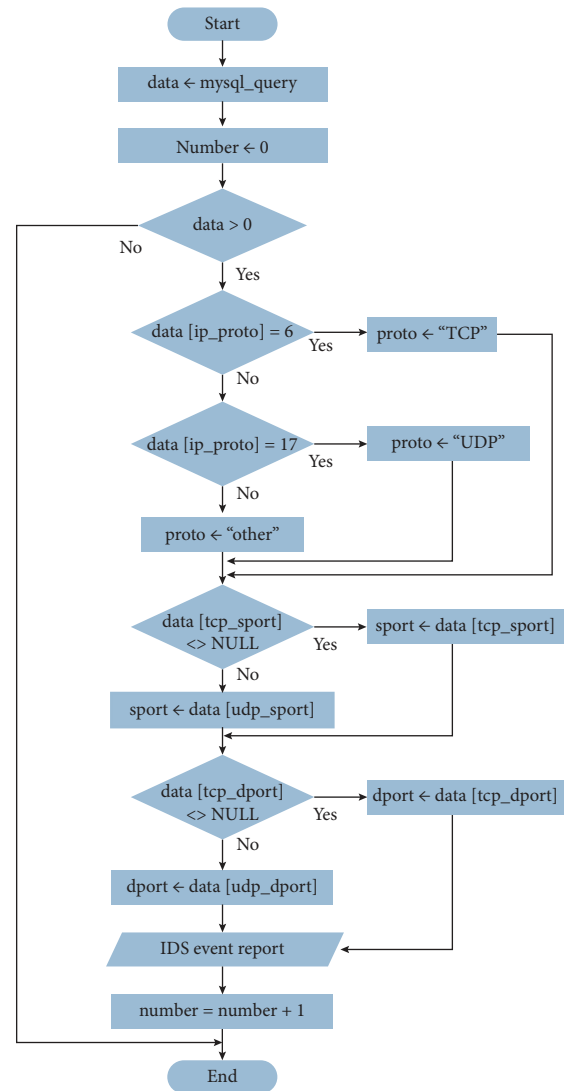 Start
data ← mysql_query
Number ← 0
data > 0
No
Yes
data [ip_proto] = 6
Yes
proto ← “TCP”
No
data [ip_proto] = 17
Yes
proto ← “UDP”
No
proto ← “other”
data [tcp_sport]
<> NULL
Yes
sport ← data [tcp_sport]
No
sport ← data [udp_sport]
data [tcp_dport]
<> NULL
Yes
dport ← data [tcp_dport]
No
dport ← data [udp_dport]
IDS event report
number = number + 1
End